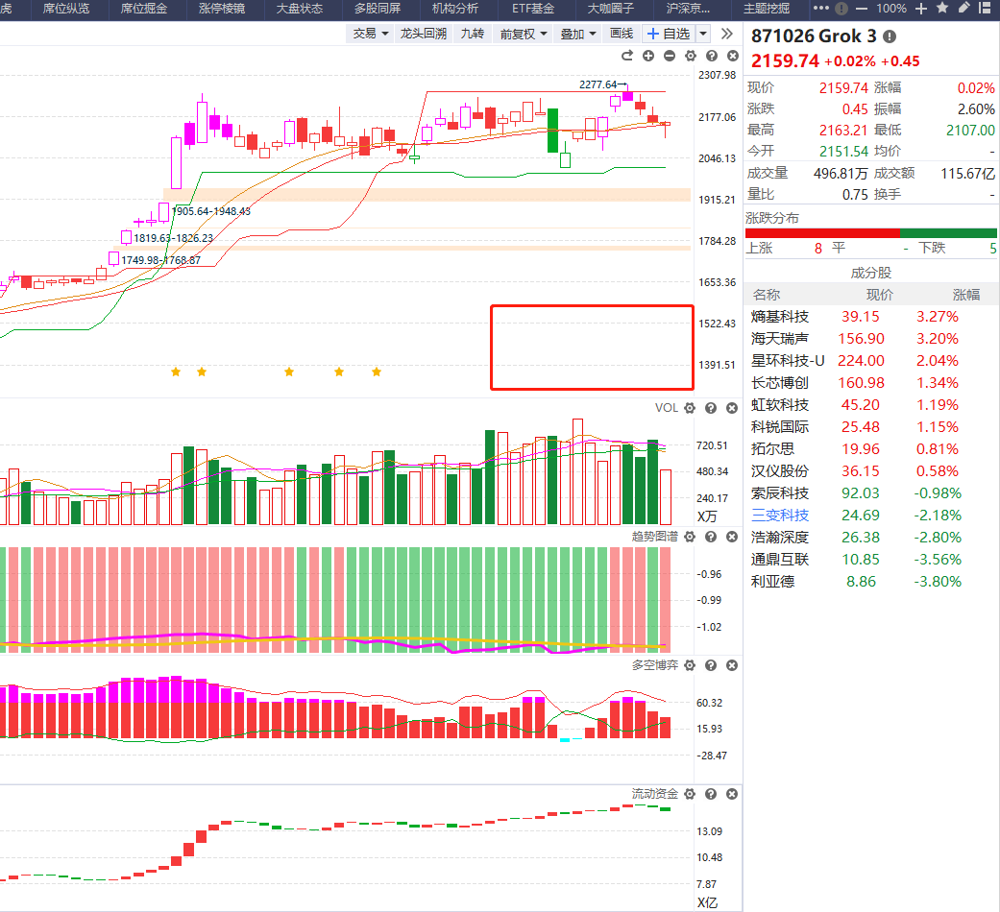 虎 席位纵览 席位掘金 涨停棱镜 大盘状态 多股同屏 机构分析 ETF基金 大咖圈子 沪深京... 主题挖掘 ••• 100%
交易 龙头回溯 九转 前复权 叠加 画线 +自选
871026 Grok 3
2159.74 +0.02% +0.45
现价 2159.74 涨幅 0.02%
涨跌 0.45 振幅 2.60%
最高 2163.21 最低 2107.00
今开 2151.54 均价 -
成交量 496.81万 成交额 115.67亿
量比 0.75 换手 -
涨跌分布
上涨 8 平 - 下跌 5
成分股
名称 现价 涨幅
熵基科技 39.15 3.27%
海天瑞声 156.90 3.20%
星环科技-U 224.00 2.04%
长芯博创 160.98 1.34%
虹软科技 45.20 1.19%
科锐国际 25.48 1.15%
拓尔思 19.96 0.81%
汉仪股份 36.15 0.58%
索辰科技 92.03 -0.98%
三变科技 24.69 -2.18%
浩瀚深度 26.38 -2.80%
通鼎互联 10.85 -3.56%
利亚德 8.86 -3.80%
2307.98
2277.64
2177.06
2046.13
1915.21
1905.64-1948.43
1819.63-1826.23
1784.28
1749.98-1768.87
1653.36
1522.43
1391.51
VOL
720.51
480.34
240.17
X万
趋势图谱
-0.96
-0.99
-1.02
多空博弈
60.32
15.93
-28.47
流动资金
13.09
10.48
7.87
X亿